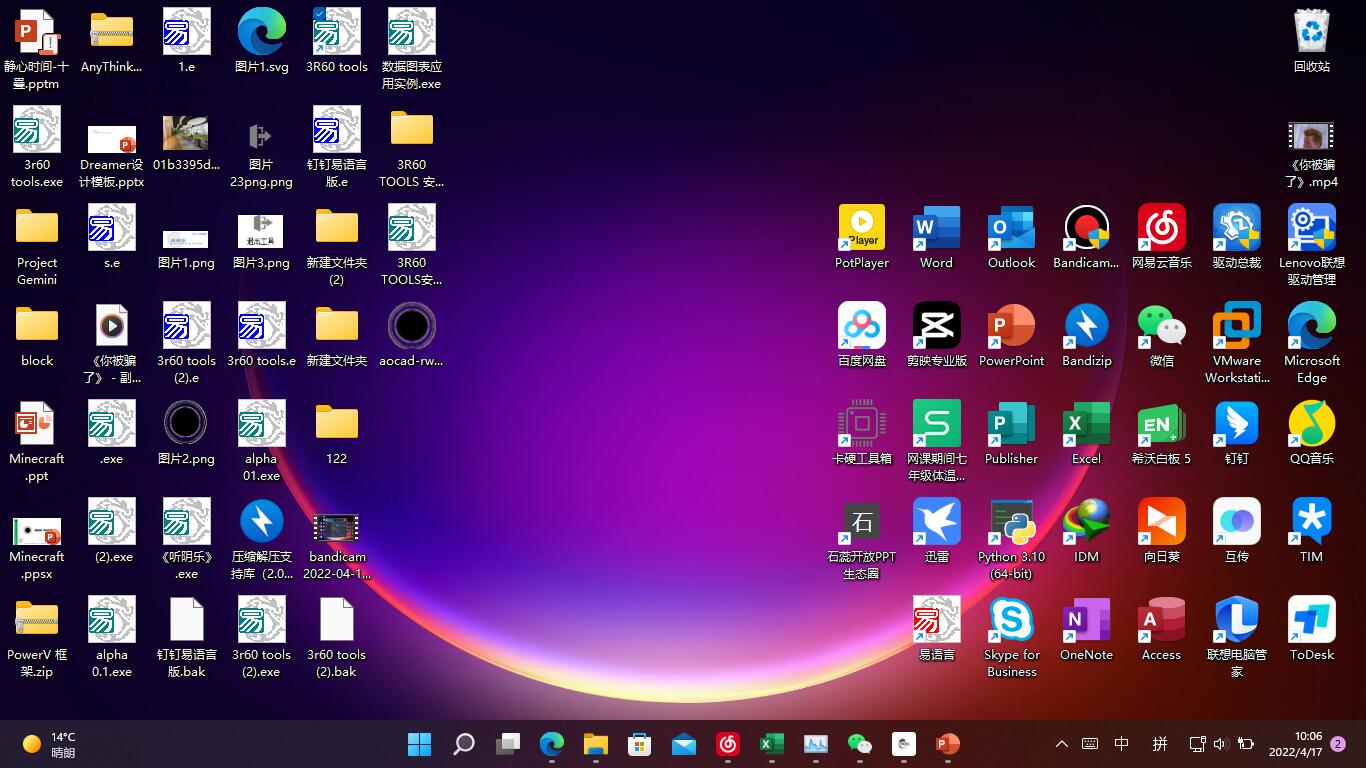 静心时间-十
罍.pptm
AnyThink...
1.e
图片1.svg
3R60 tools
数据图表应
用实例.exe
回收站
3r60
tools.exe
Dreamer设
计模板.pptx
01b3395d...
图片
23png.png
钉钉易语言
版.e
3R60
TOOLS 安...
《你被骗
了》.mp4
Project
Gemini
s.e
图片1.png
退出工具
图片3.png
新建文件夹
(2)
3R60
TOOLS安...
Player
PotPlayer
Word
Outlook
Bandicam...
网易云音乐
驱动总裁
Lenovo联想
驱动管理
block
《你被骗
了》 - 副...
3r60 tools
(2).e
3r60 tools.e
新建文件夹
aocad-rw...
百度网盘
剪映专业版
PowerPoint
Bandizip
微信
VMware
Workstati...
Microsoft
Edge
Minecraft
.ppt
.exe
图片2.png
alpha
01.exe
122
卡硬工具箱
网课期间七
年级体温...
Publisher
Excel
EN
希沃白板 5
钉钉
QQ音乐
Minecraft
.ppsx
(2).exe
《听阴乐》
.exe
压缩解压支
持库（2.0...
bandicam
2022-04-1...
石
石蕊开放PPT
生态圈
迅雷
Python 3.10
(64-bit)
IDM
向日葵
互传
TIM
PowerV 框
架.zip
alpha
0.1.exe
钉钉易语言
版.bak
3r60 tools
(2).exe
3r60 tools
(2).bak
易语言
Skype for
Business
OneNote
Access
联想电脑管
家
ToDesk
14°C
晴朗
中
拼
10:06
2022/4/17
2